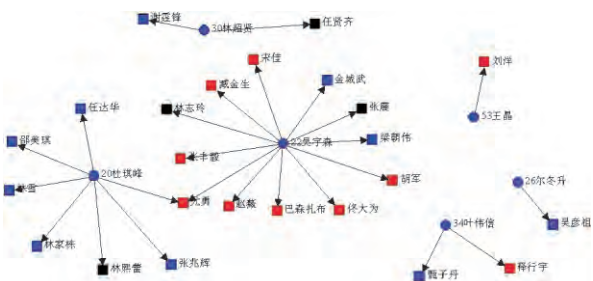 谢霆锋
30林超贤
任贤齐
宋佳
刘烨
臧金生
金城武
林志玲
张震
任达华
53王晶
邵美琪
22吴宇森
梁朝伟
张丰毅
20杜琪峰
胡军
26尔冬升
林雪
尤勇
赵薇
巴森扎布
佟大为
吴彦祖
34叶伟信
林家栋
张兆辉
林熙蕾
甄子丹
释行宇